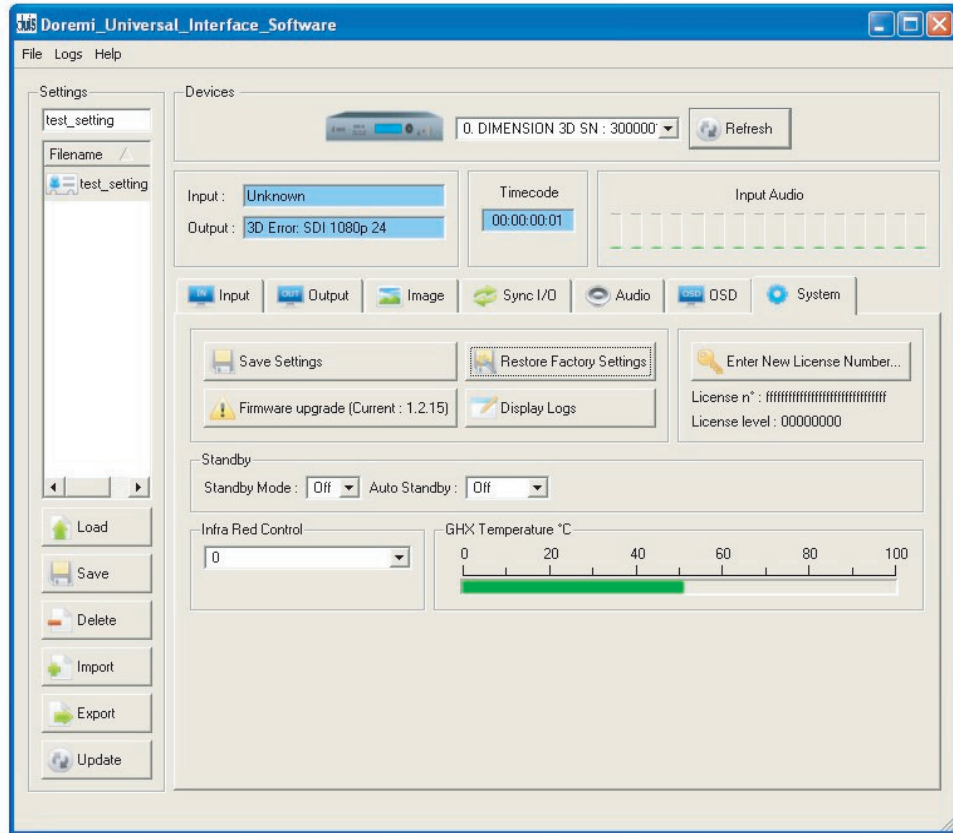 duis Doremi_Universal_Interface_Software
File Logs Help
Settings
test_setting
Filename
test_setting
Load
Save
Delete
Import
Export
Update
Devices
0. DIMENSION 3D SN : 300000
Refresh
Input : Unknown
Output : 3D Error: SDI 1080p 24
Timecode
00:00:00:01
Input Audio
IN Input OUT Output Image Sync I/O Audio OSD OSD System
Save Settings
Restore Factory Settings
Firmware upgrade (Current : 1.2.15)
Display Logs
Enter New License Number...
License n° : ffffffffffffffffffffffffffffffff
License level : 00000000
Standby
Standby Mode : Off Auto Standby : Off
Infra Red Control
0
GHX Temperature °C
0 20 40 60 80 100